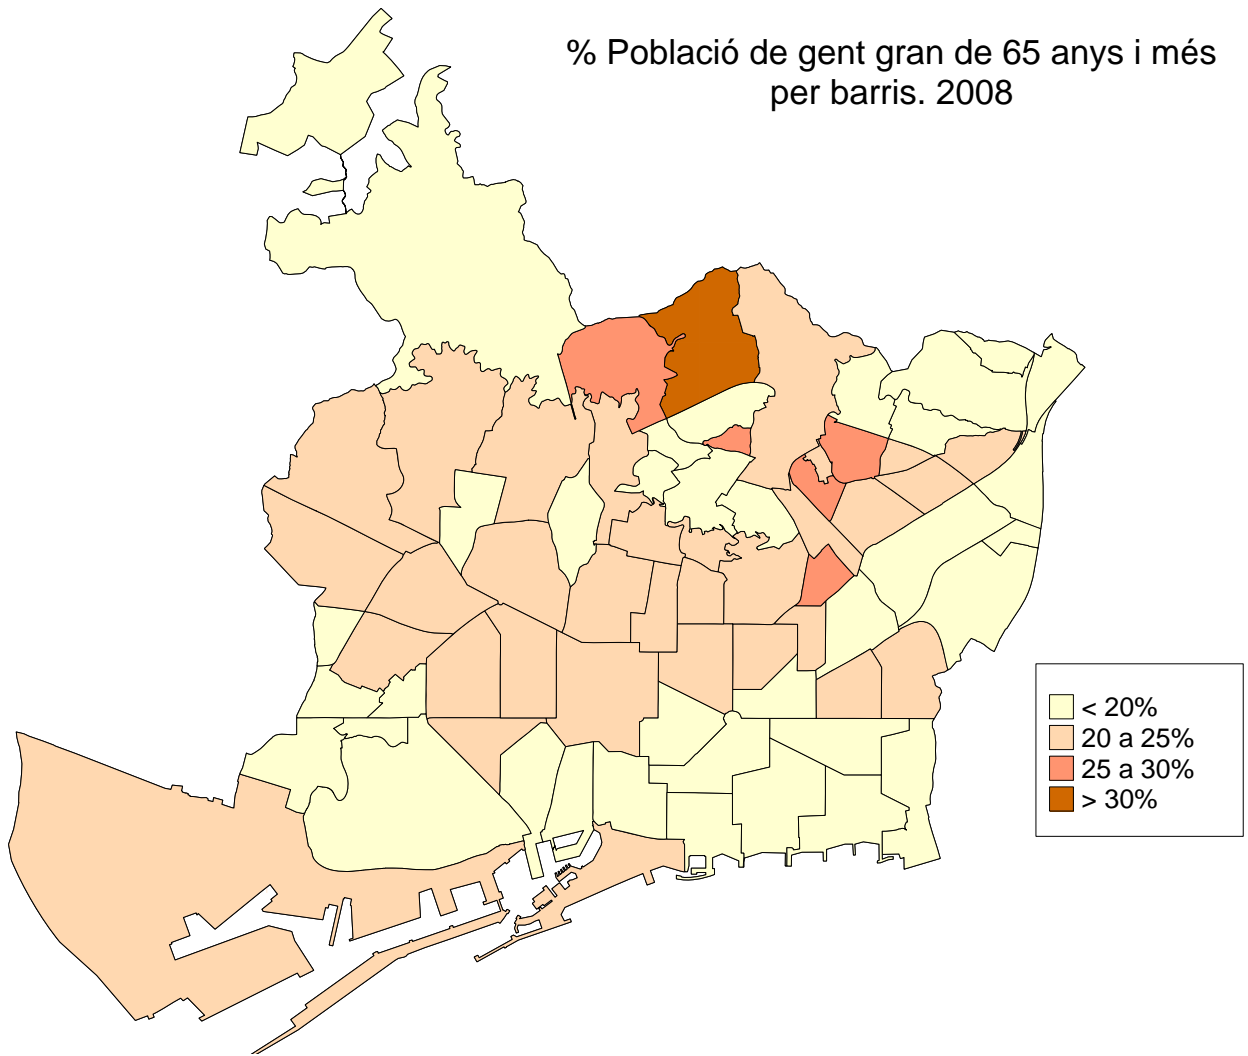 % Població de gent gran de 65 anys i més
per barris. 2008
< 20%
20 a 25%
25 a 30%
> 30%